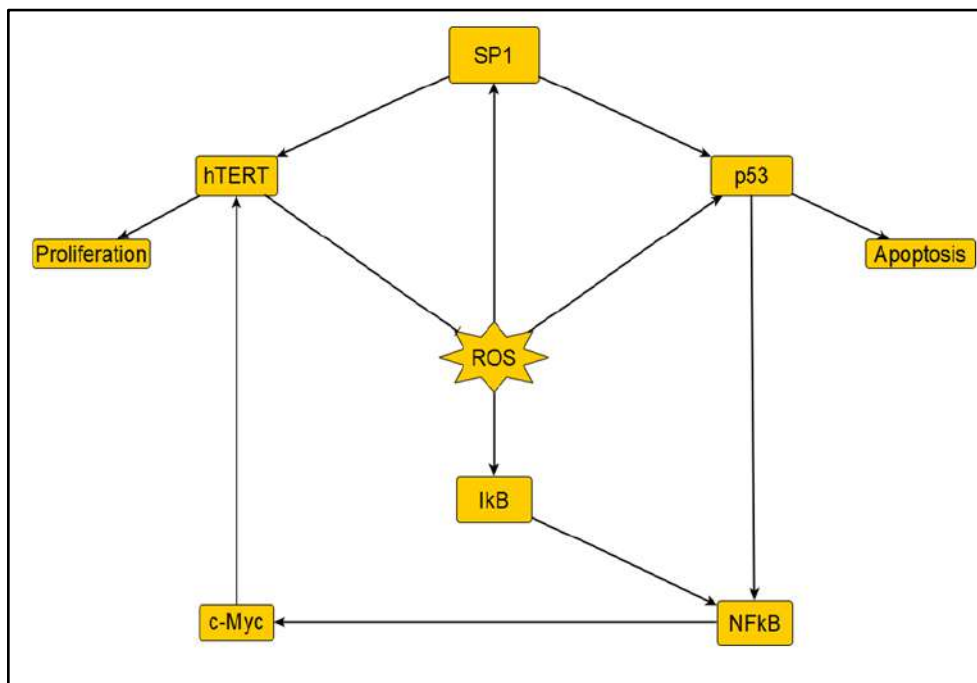 SP1
hTERT
p53
Proliferation
Apoptosis
ROS
IkB
c-Myc
NFkB